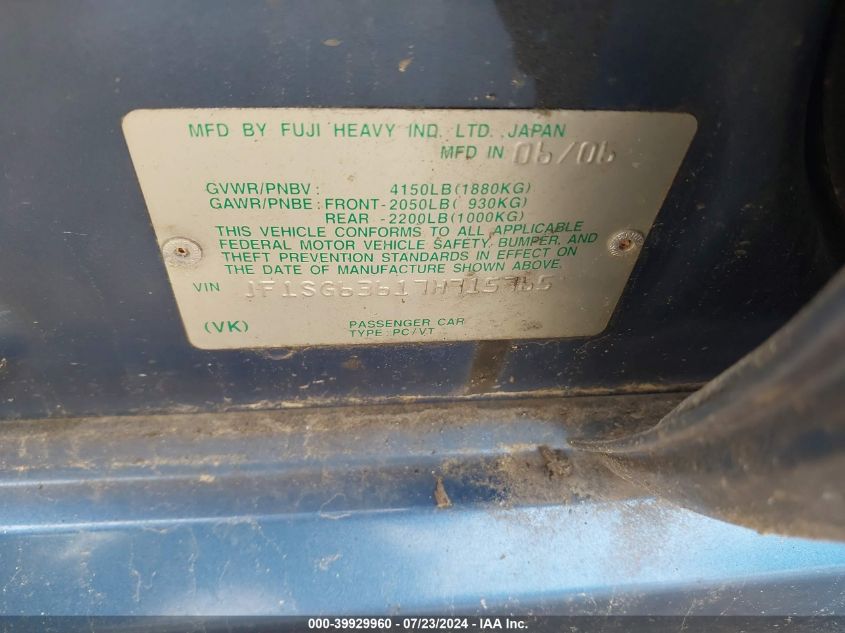 MFD BY FUJI HEAVY IND. LTD. JAPAN
MFD IN 06/06
GVWR/PNBV: 4150LB(1880KG)
GAWR/PNBE: FRONT-2050LB( 930KG)
REAR -2200LB(1000KG)
THIS VEHICLE CONFORMS TO ALL APPLICABLE
FEDERAL MOTOR VEHICLE SAFETY, BUMPER, AND
THEFT PREVENTION STANDARDS IN EFFECT ON
THE DATE OF MANUFACTURE SHOWN ABOVE.
VIN JF1SG63617H715765
(VK) PASSENGER CAR
TYPE : PC/VT
000-39929960 - 07/23/2024 - IAA Inc.